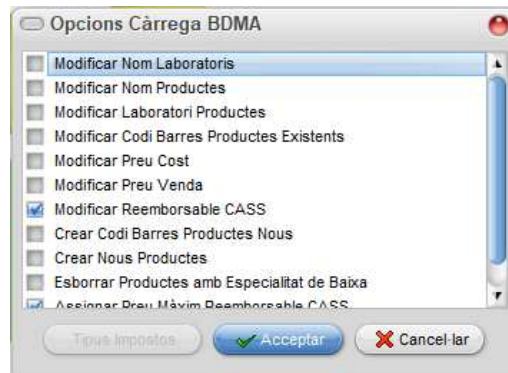 Opcions Càrrega BDMA
Modificar Nom Laboratoris
Modificar Nom Productes
Modificar Laboratori Productes
Modificar Codi Barres Productes Existents
Modificar Preu Cost
Modificar Preu Venda
Modificar Reemborsable CASS
Crear Codi Barres Productes Nous
Crear Nous Productes
Esborrar Productes amb Especialitat de Baixa
Assignar Preu Màxim Reemborsable CASS
Tipus Impostos Acceptar Cancel·lar